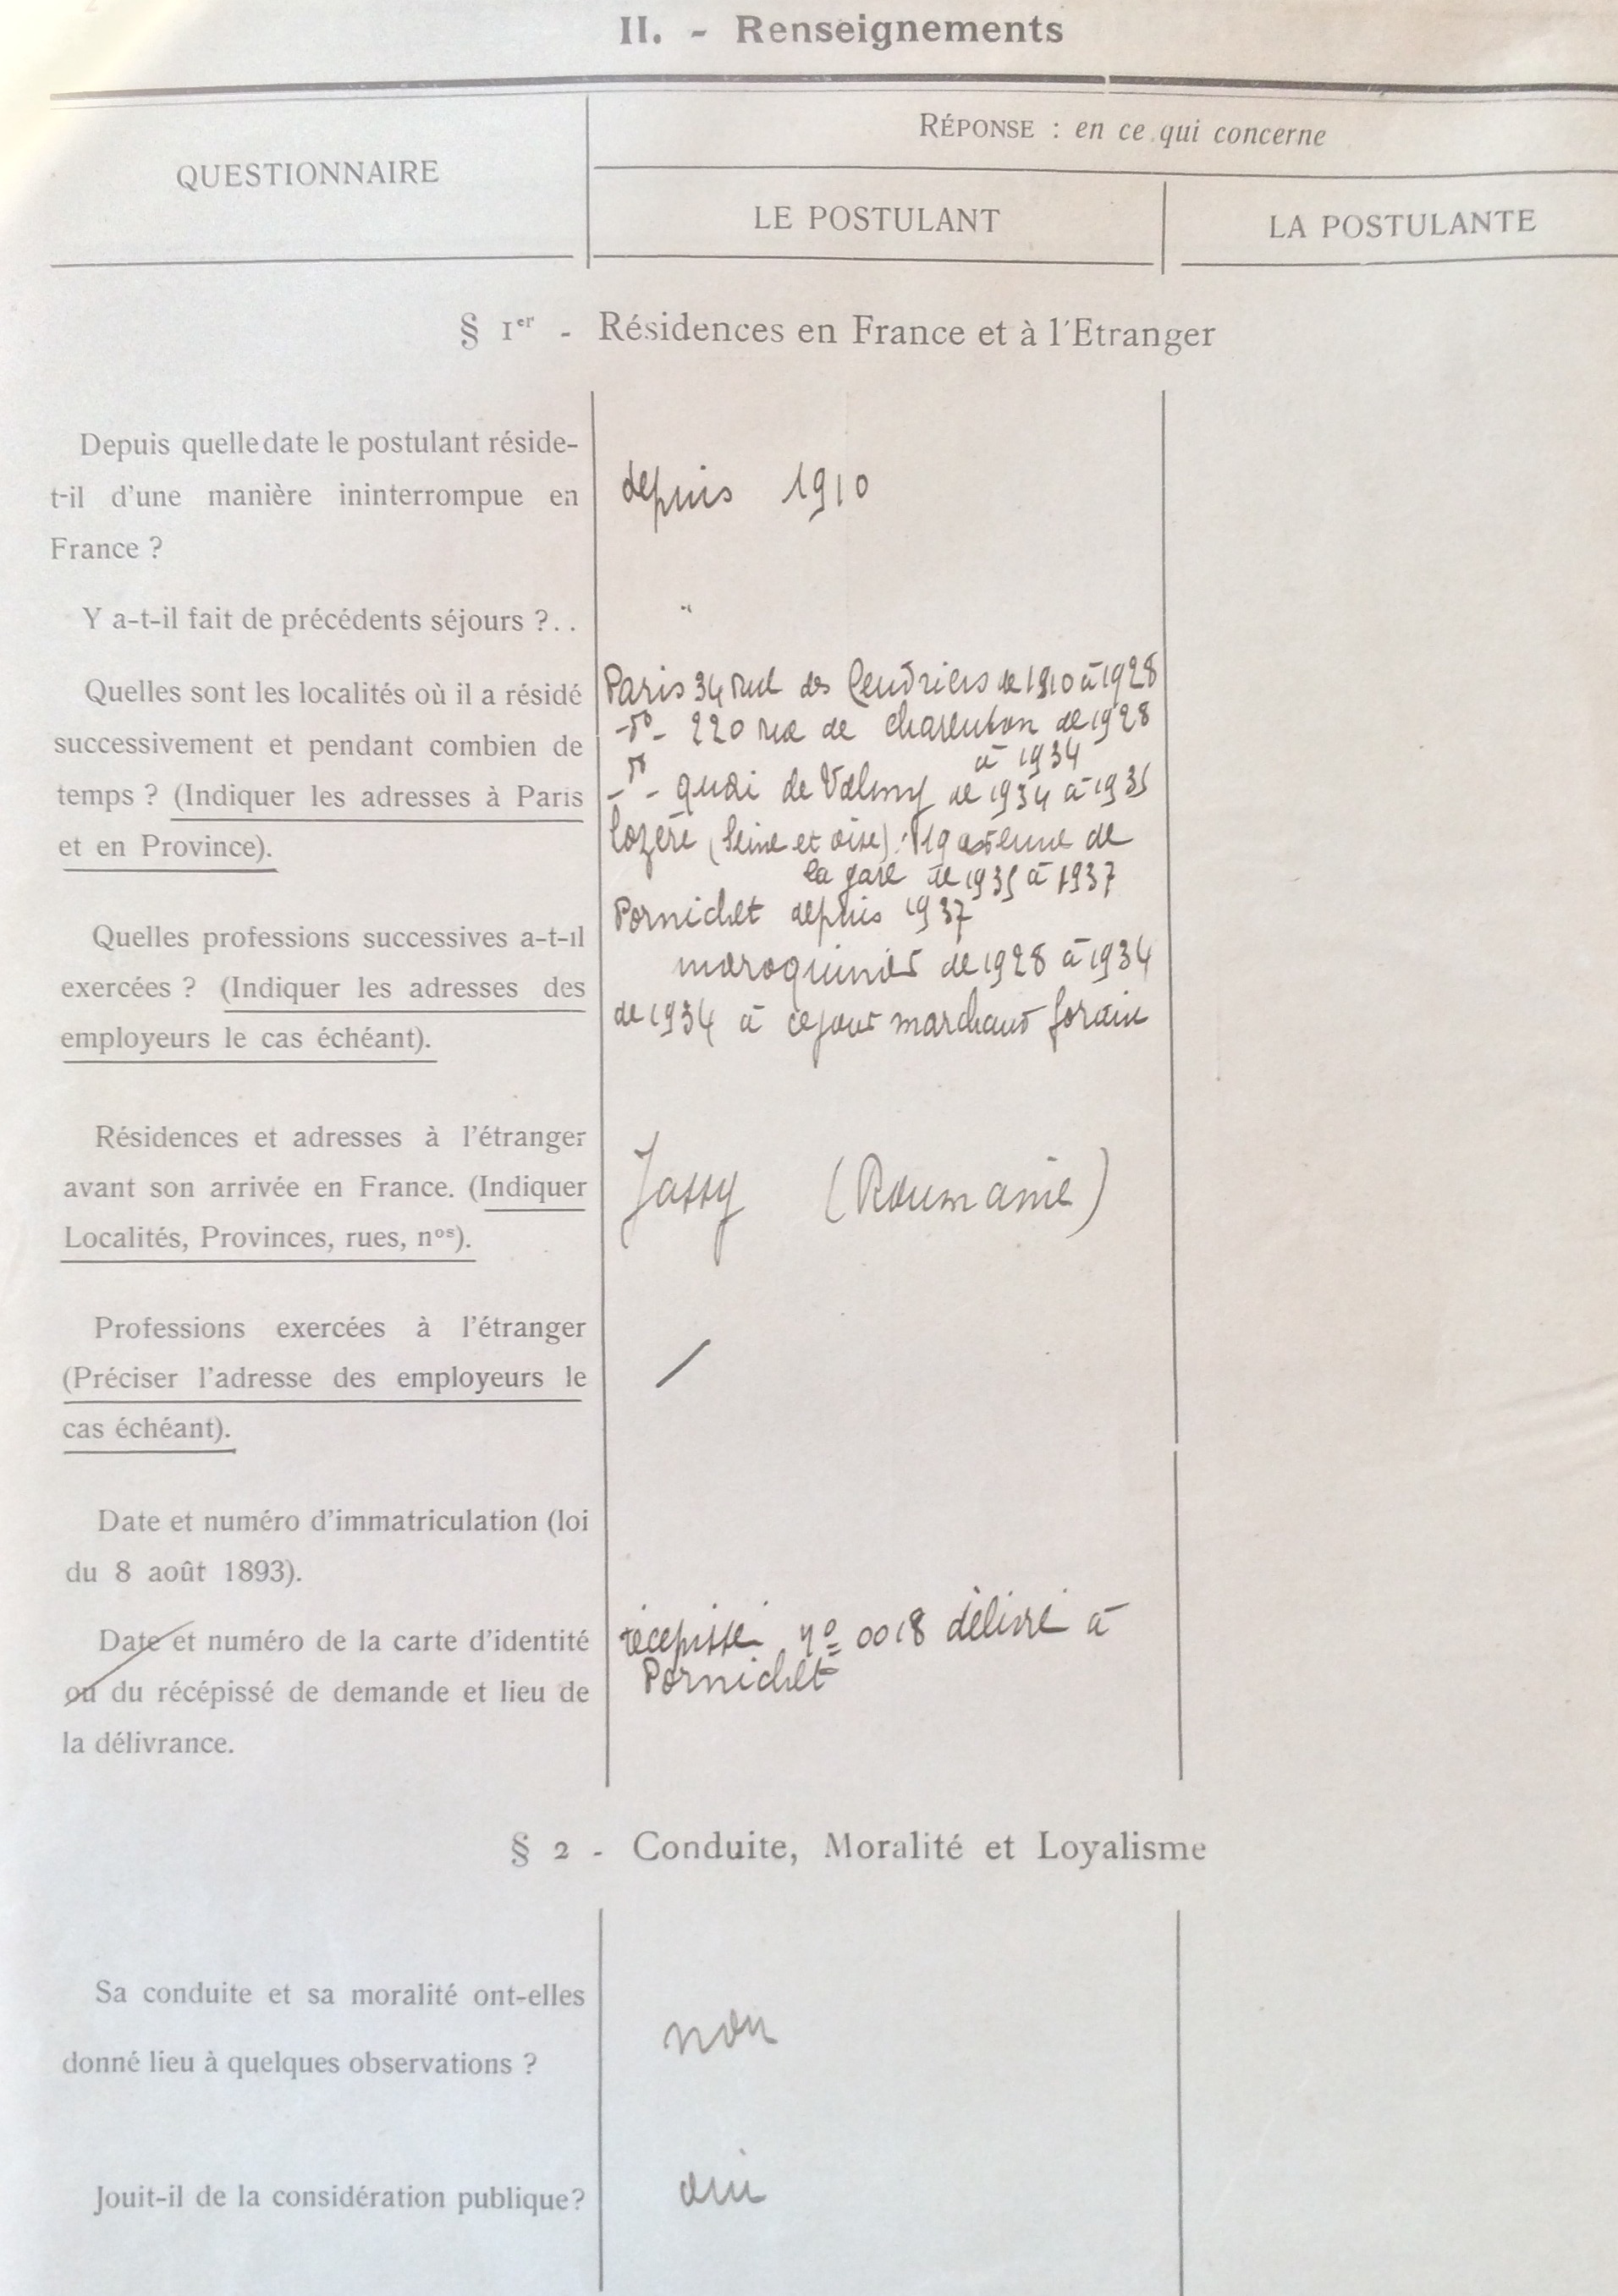 II. - Renseignements
QUESTIONNAIRE
RÉPONSE : en ce qui concerne
LE POSTULANT
LA POSTULANTE
§ 1er - Résidences en France et à l'Etranger
Depuis quelle date le postulant réside-
t-il d'une manière ininterrompue en
France ?
depuis 1910
Y a-t-il fait de précédents séjours ?..
"
Quelles sont les localités où il a résidé
successivement et pendant combien de
temps ? (Indiquer les adresses à Paris
et en Province).
Paris 34 rue des Cendriers de 1910 à 1928
-do- 220 rue de charenton de 1928
à 1934
-do- quai de Valmy de 1934 à 1935
Lozère (Seine et oise) 19 avenue de
la gare de 1935 à 1937
Pornichet depuis 1937
Quelles professions successives a-t-il
exercées ? (Indiquer les adresses des
employeurs le cas échéant).
maroquinier de 1928 à 1934
de 1934 à ce jour marchand forain
Résidences et adresses à l'étranger
avant son arrivée en France. (Indiquer
Localités, Provinces, rues, nos).
Jassy (Roumanie)
Professions exercées à l'étranger
(Préciser l'adresse des employeurs le
cas échéant).
/
Date et numéro d'immatriculation (loi
du 8 août 1893).
Date et numéro de la carte d'identité
ou du récépissé de demande et lieu de
la délivrance.
récépissé no 0018 délivré à
Pornichet
§ 2 - Conduite, Moralité et Loyalisme
Sa conduite et sa moralité ont-elles
donné lieu à quelques observations ?
non
Jouit-il de la considération publique?
oui